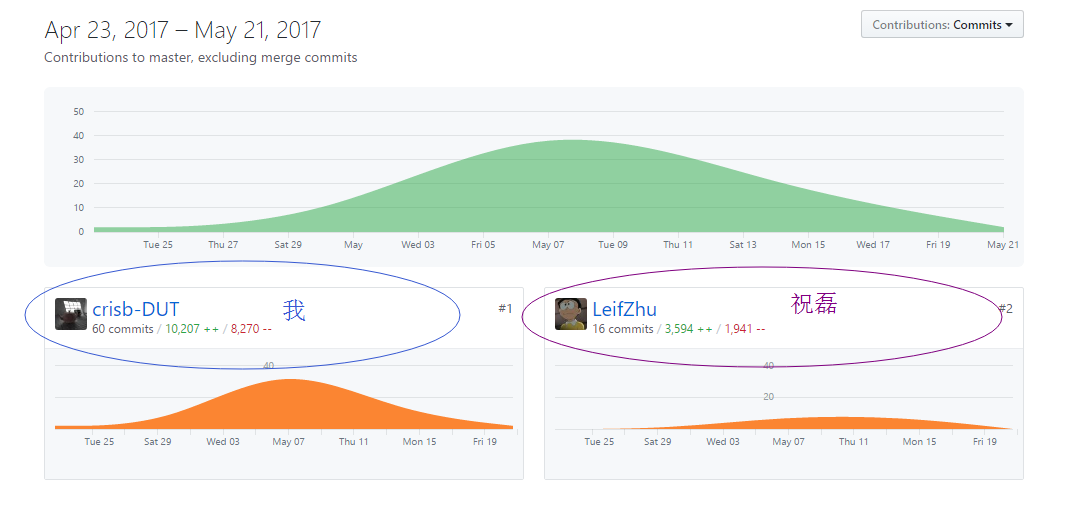 Apr 23, 2017 – May 21, 2017
Contributions: Commits
Contributions to master, excluding merge commits
50
40
30
20
10
0
Tue 25 Thu 27 Sat 29 May Wed 03 Fri 05 May 07 Tue 09 Thu 11 Sat 13 Mon 15 Wed 17 Fri 19 May 21
crisb-DUT 我 #1
60 commits / 10,207 ++ / 8,270 --
40
Tue 25 Sat 29 Wed 03 May 07 Thu 11 Mon 15 Fri 19
LeifZhu 祝磊 #2
16 commits / 3,594 ++ / 1,941 --
40
20
Tue 25 Sat 29 Wed 03 May 07 Thu 11 Mon 15 Fri 19